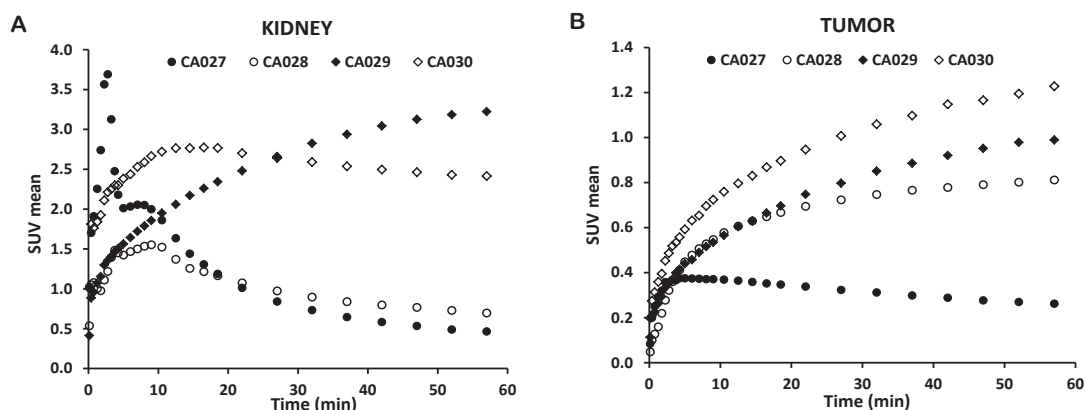 A
KIDNEY
CA027 CA028 CA029 CA030
SUV mean
4.0
3.5
3.0
2.5
2.0
1.5
1.0
0.5
0.0
0 10 20 30 40 50 60
Time (min)
B
TUMOR
CA027 CA028 CA029 CA030
SUV mean
1.4
1.2
1.0
0.8
0.6
0.4
0.2
0.0
0 10 20 30 40 50 60
Time (min)